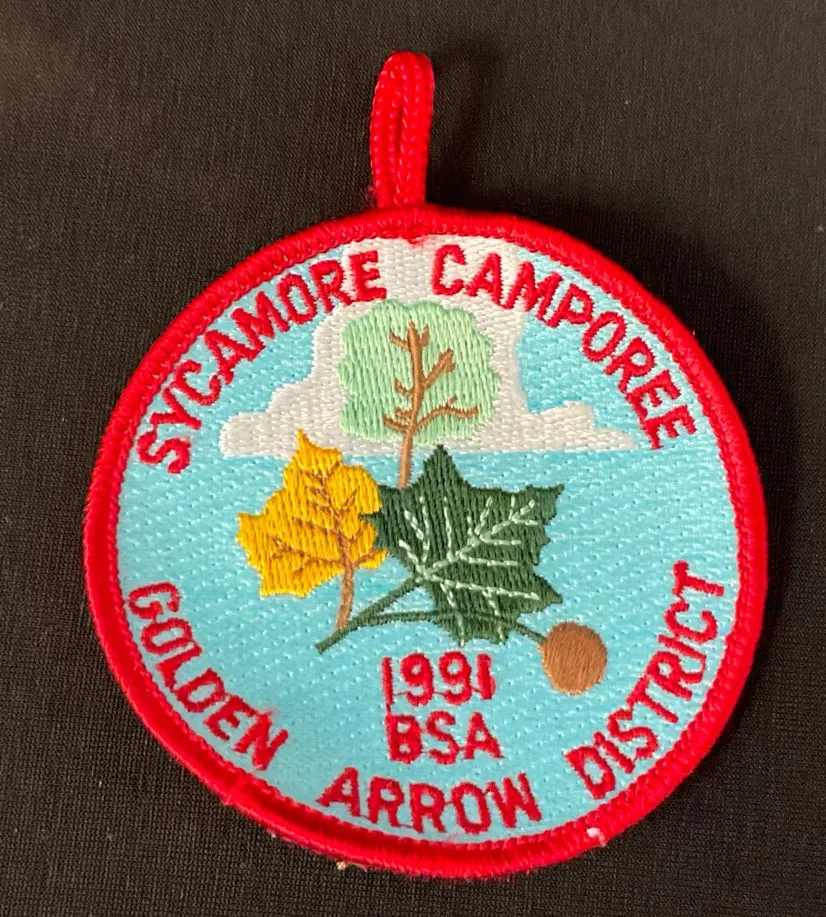 SYCAMORE CAMPOREE
1991
BSA
GOLDEN ARROW DISTRICT